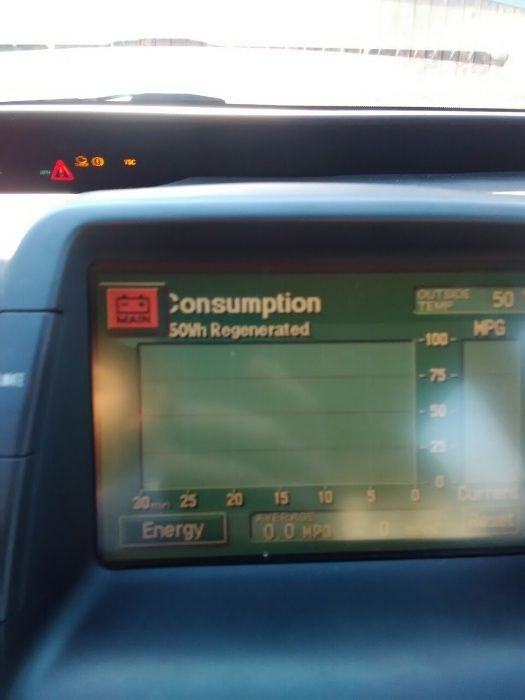 VSC
MAIN
Consumption
50Wh Regenerated
OUTSIDE TEMP 50
MPG
100
75
50
25
0
30min 25 20 15 10 5 0
Current
Energy
AVERAGE
0.0 MPG
0
Reset